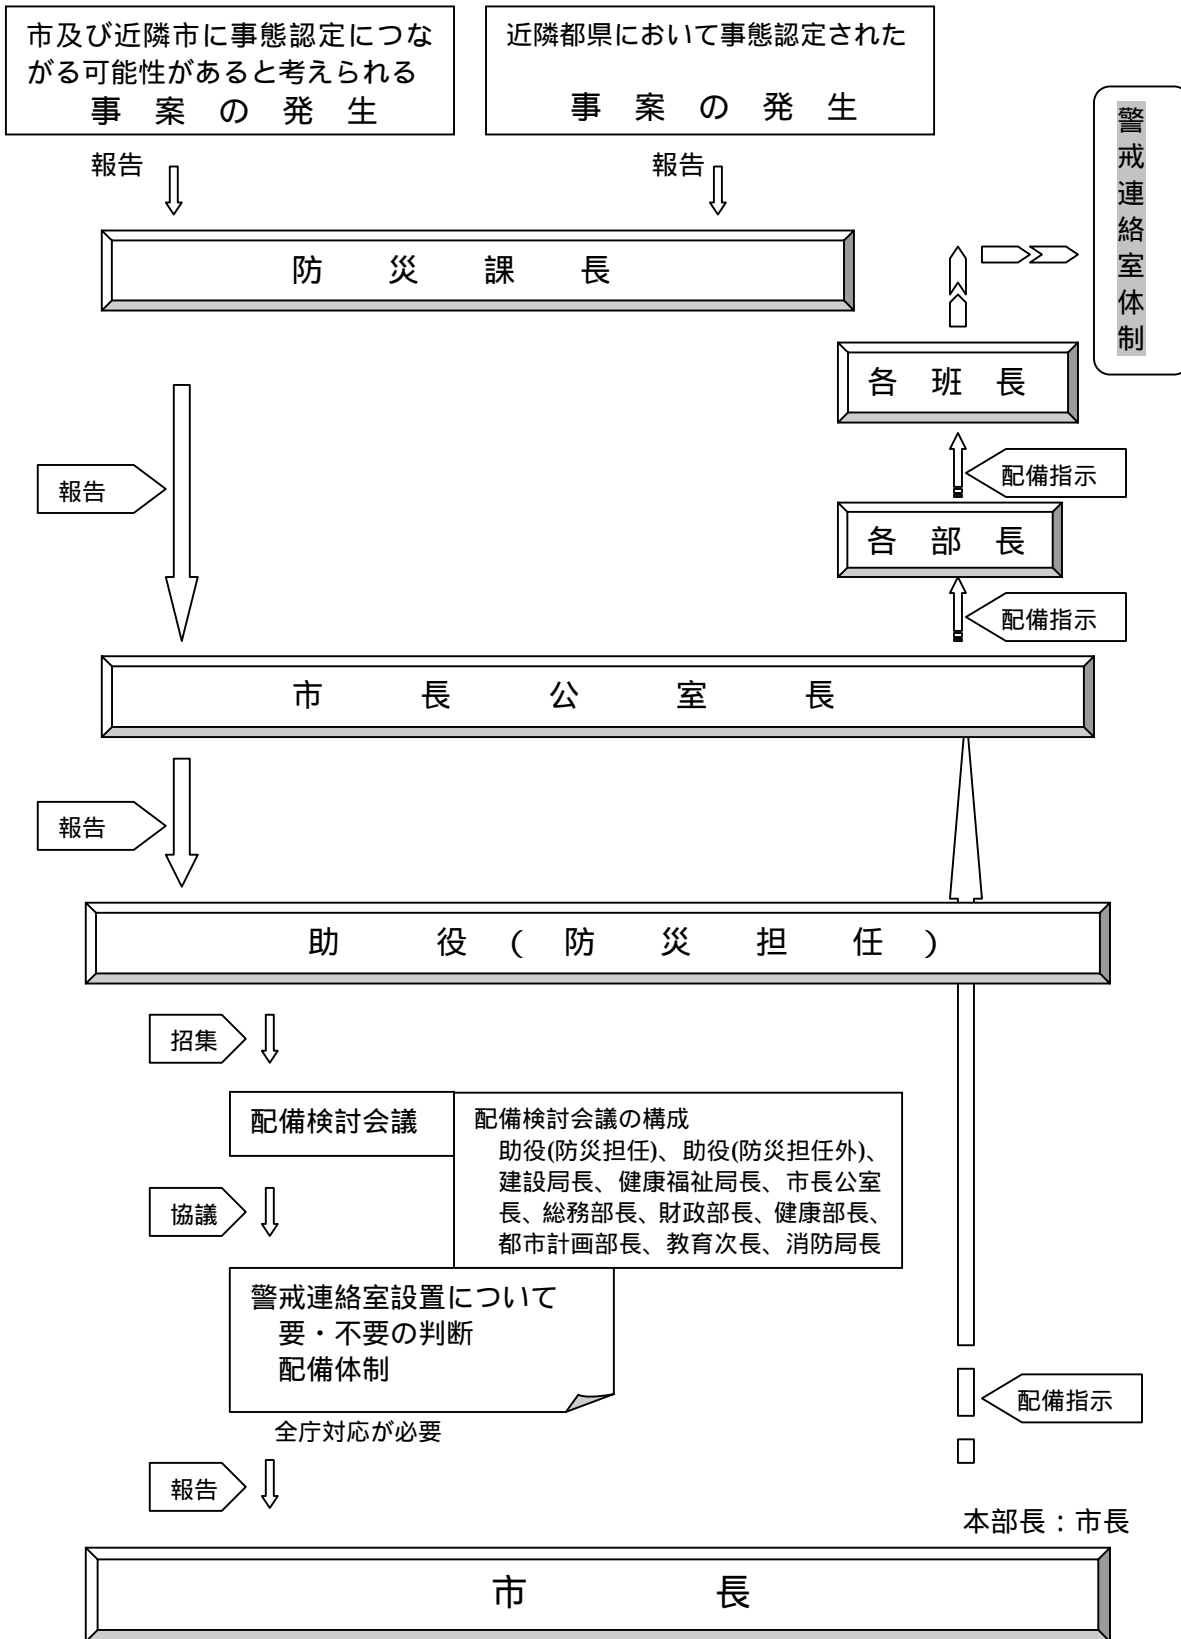 市及び近隣市に事態認定につな
がる可能性があると考えられる
事案の発生
近隣都県において事態認定された
事案の発生
報告
報告
警戒連絡室体制
防災課長
各班長
配備指示
報告
各部長
配備指示
市長公室長
報告
助役(防災担任)
招集
配備検討会議
配備検討会議の構成
助役(防災担任)、助役(防災担任外)、
建設局長、健康福祉局長、市長公室
長、総務部長、財政部長、健康部長、
都市計画部長、教育次長、消防局長
協議
警戒連絡室設置について
要・不要の判断
配備体制
配備指示
全庁対応が必要
報告
本部長:市長
市長